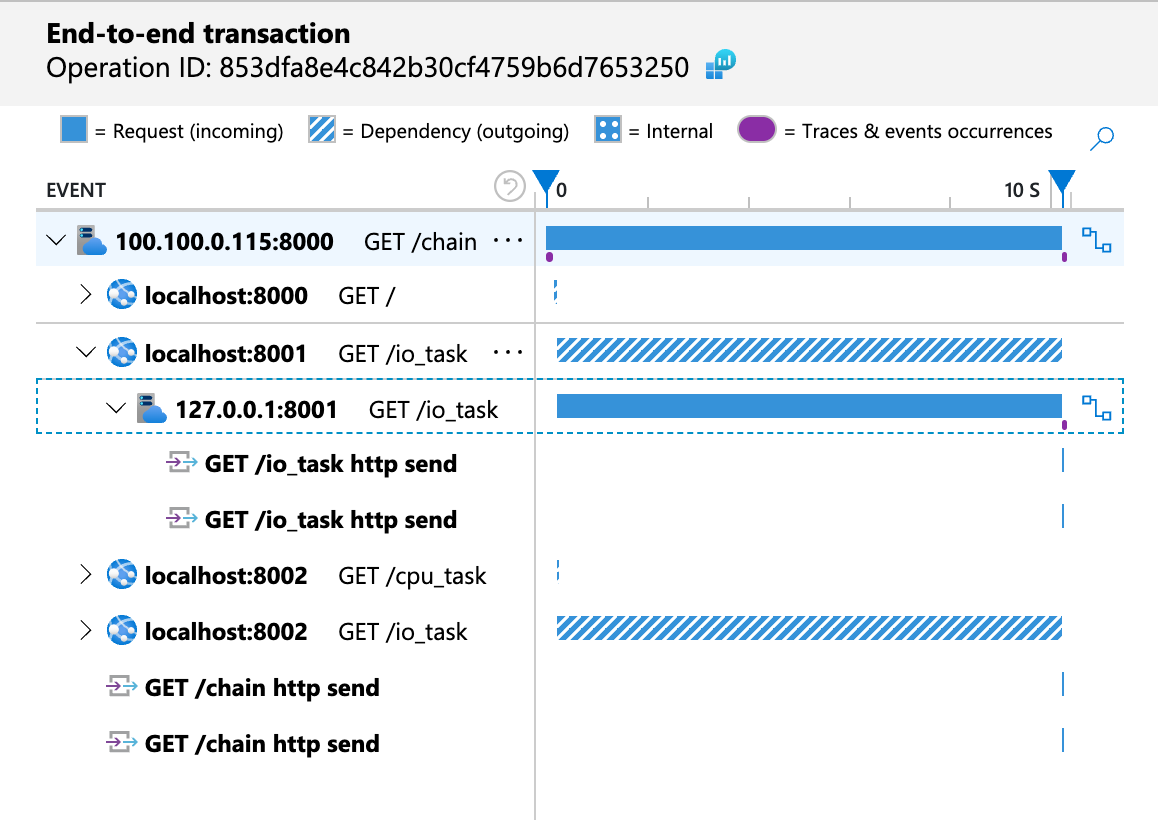 End-to-end transaction
Operation ID: 853dfa8e4c842b30cf4759b6d7653250
= Request (incoming) = Dependency (outgoing) = Internal = Traces & events occurrences
EVENT 0 10 S
100.100.0.115:8000 GET /chain ···
localhost:8000 GET /
localhost:8001 GET /io_task ···
127.0.0.1:8001 GET /io_task
GET /io_task http send
GET /io_task http send
localhost:8002 GET /cpu_task
localhost:8002 GET /io_task
GET /chain http send
GET /chain http send